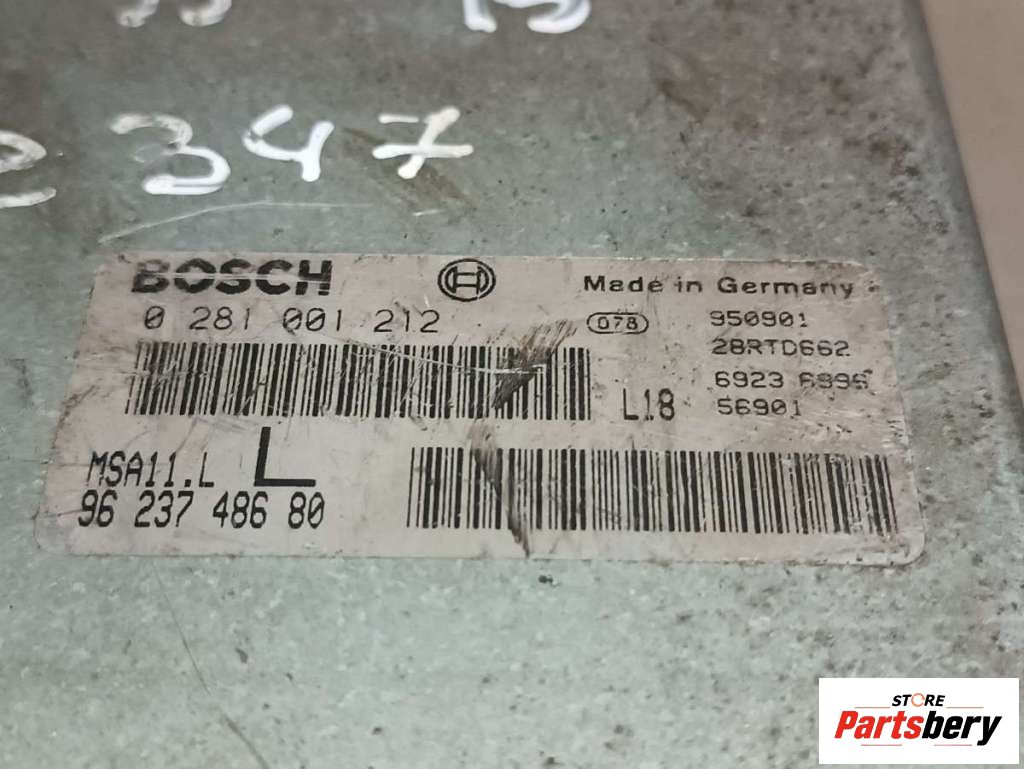 347
BOSCH Made in Germany
0 281 001 212 078 950901
28RTD662
6923
L18 56901
MSA11.L L
96 237 486 80
STORE
Partsbery